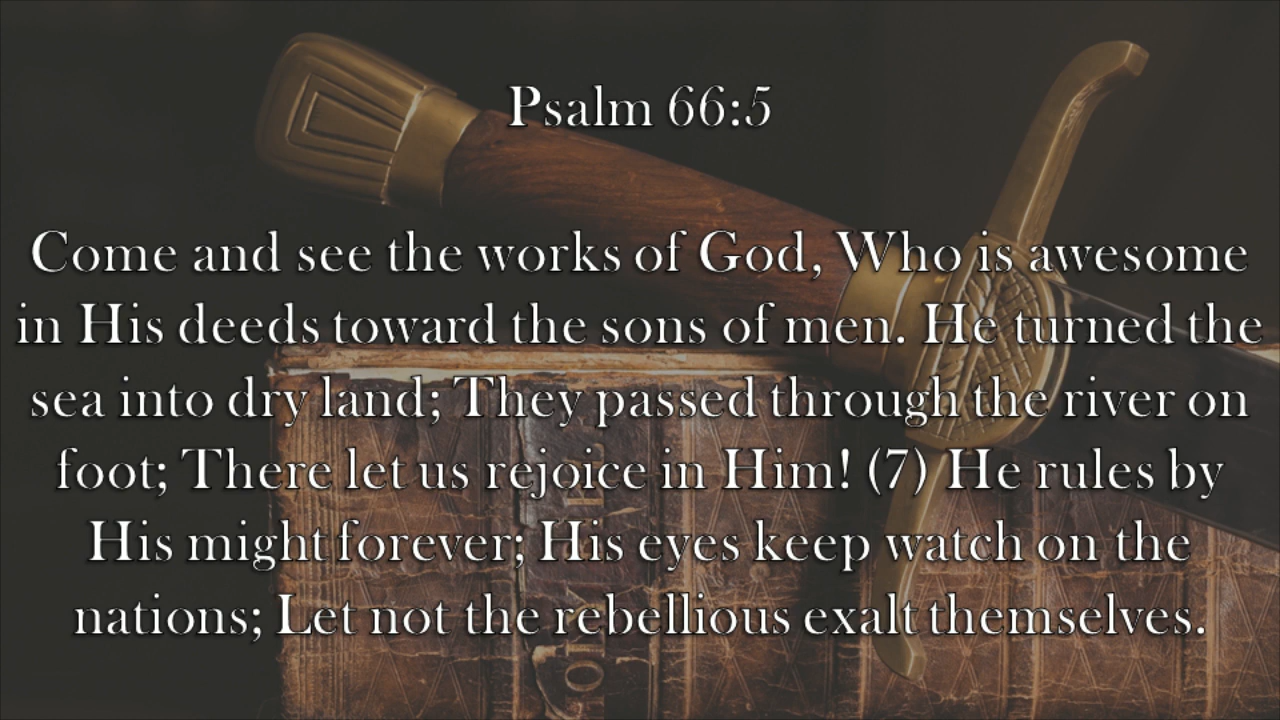 Psalm 66:5
Come and see the works of God, Who is awesome
in His deeds toward the sons of men. He turned the
sea into dry land; They passed through the river on
foot; There let us rejoice in Him! (7) He rules by
His might forever; His eyes keep watch on the
nations; Let not the rebellious exalt themselves.